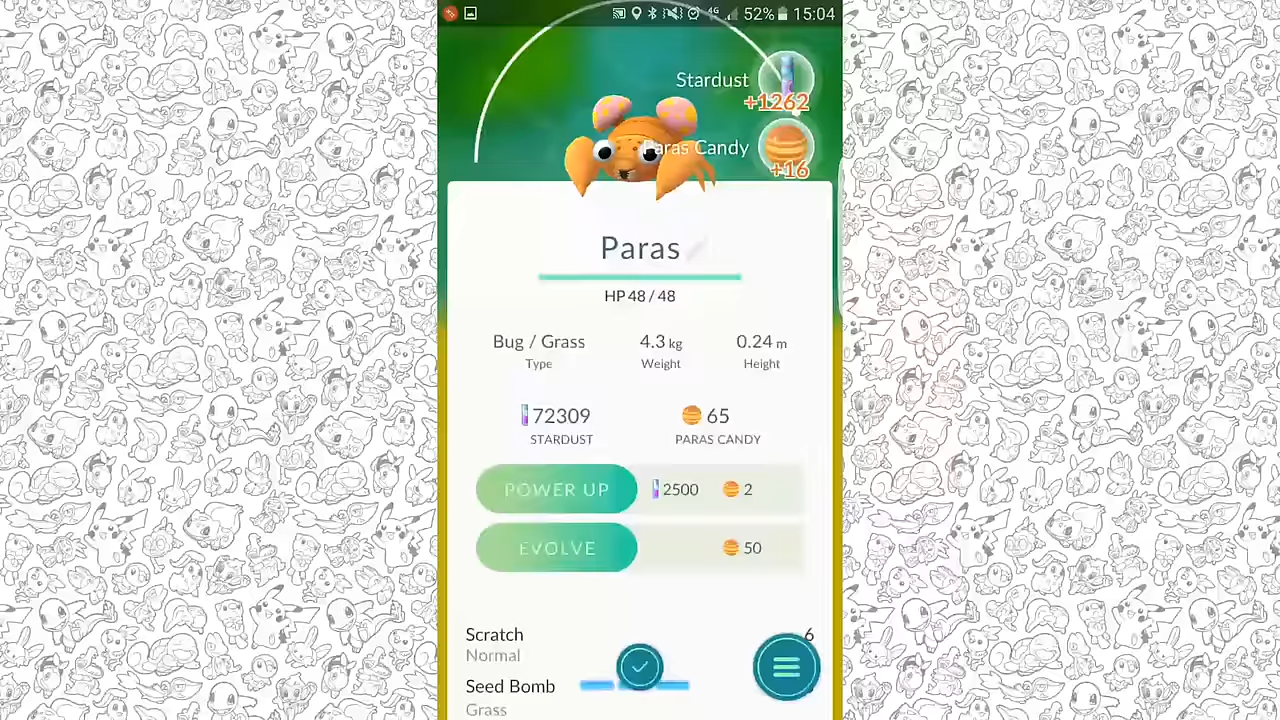 4G 52% 15:04
Stardust
+1262
Paras Candy
+16
Paras
HP 48 / 48
Bug / Grass 4.3 kg 0.24 m
Type Weight Height
72309 65
STARDUST PARAS CANDY
POWER UP 2500 2
EVOLVE 50
Scratch 6
Normal
Seed Bomb
Grass